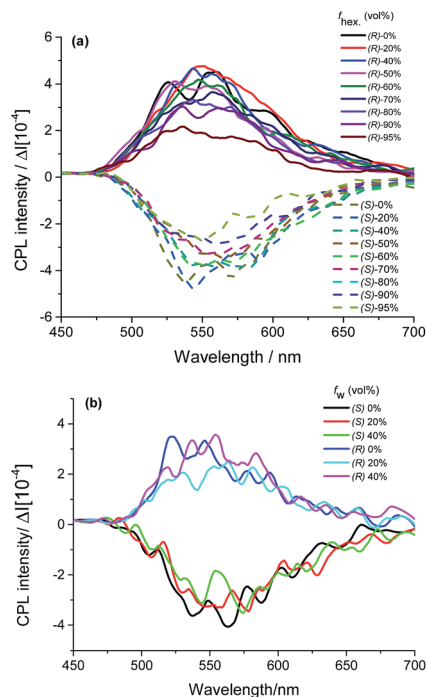 (a)
f hex. (vol%)
(R)-0%
(R)-20%
(R)-40%
(R)-50%
(R)-60%
(R)-70%
(R)-80%
(R)-90%
(R)-95%
(S)-0%
(S)-20%
(S)-40%
(S)-50%
(S)-60%
(S)-70%
(S)-80%
(S)-90%
(S)-95%
CPL intensity / ΔI[10⁻⁴]
6
4
2
0
-2
-4
-6
450 500 550 600 650 700
Wavelength / nm
(b)
f w (vol%)
(S) 0%
(S) 20%
(S) 40%
(R) 0%
(R) 20%
(R) 40%
CPL intensity/ ΔI[10⁻⁴]
4
2
0
-2
-4
450 500 550 600 650 700
Wavelength/nm